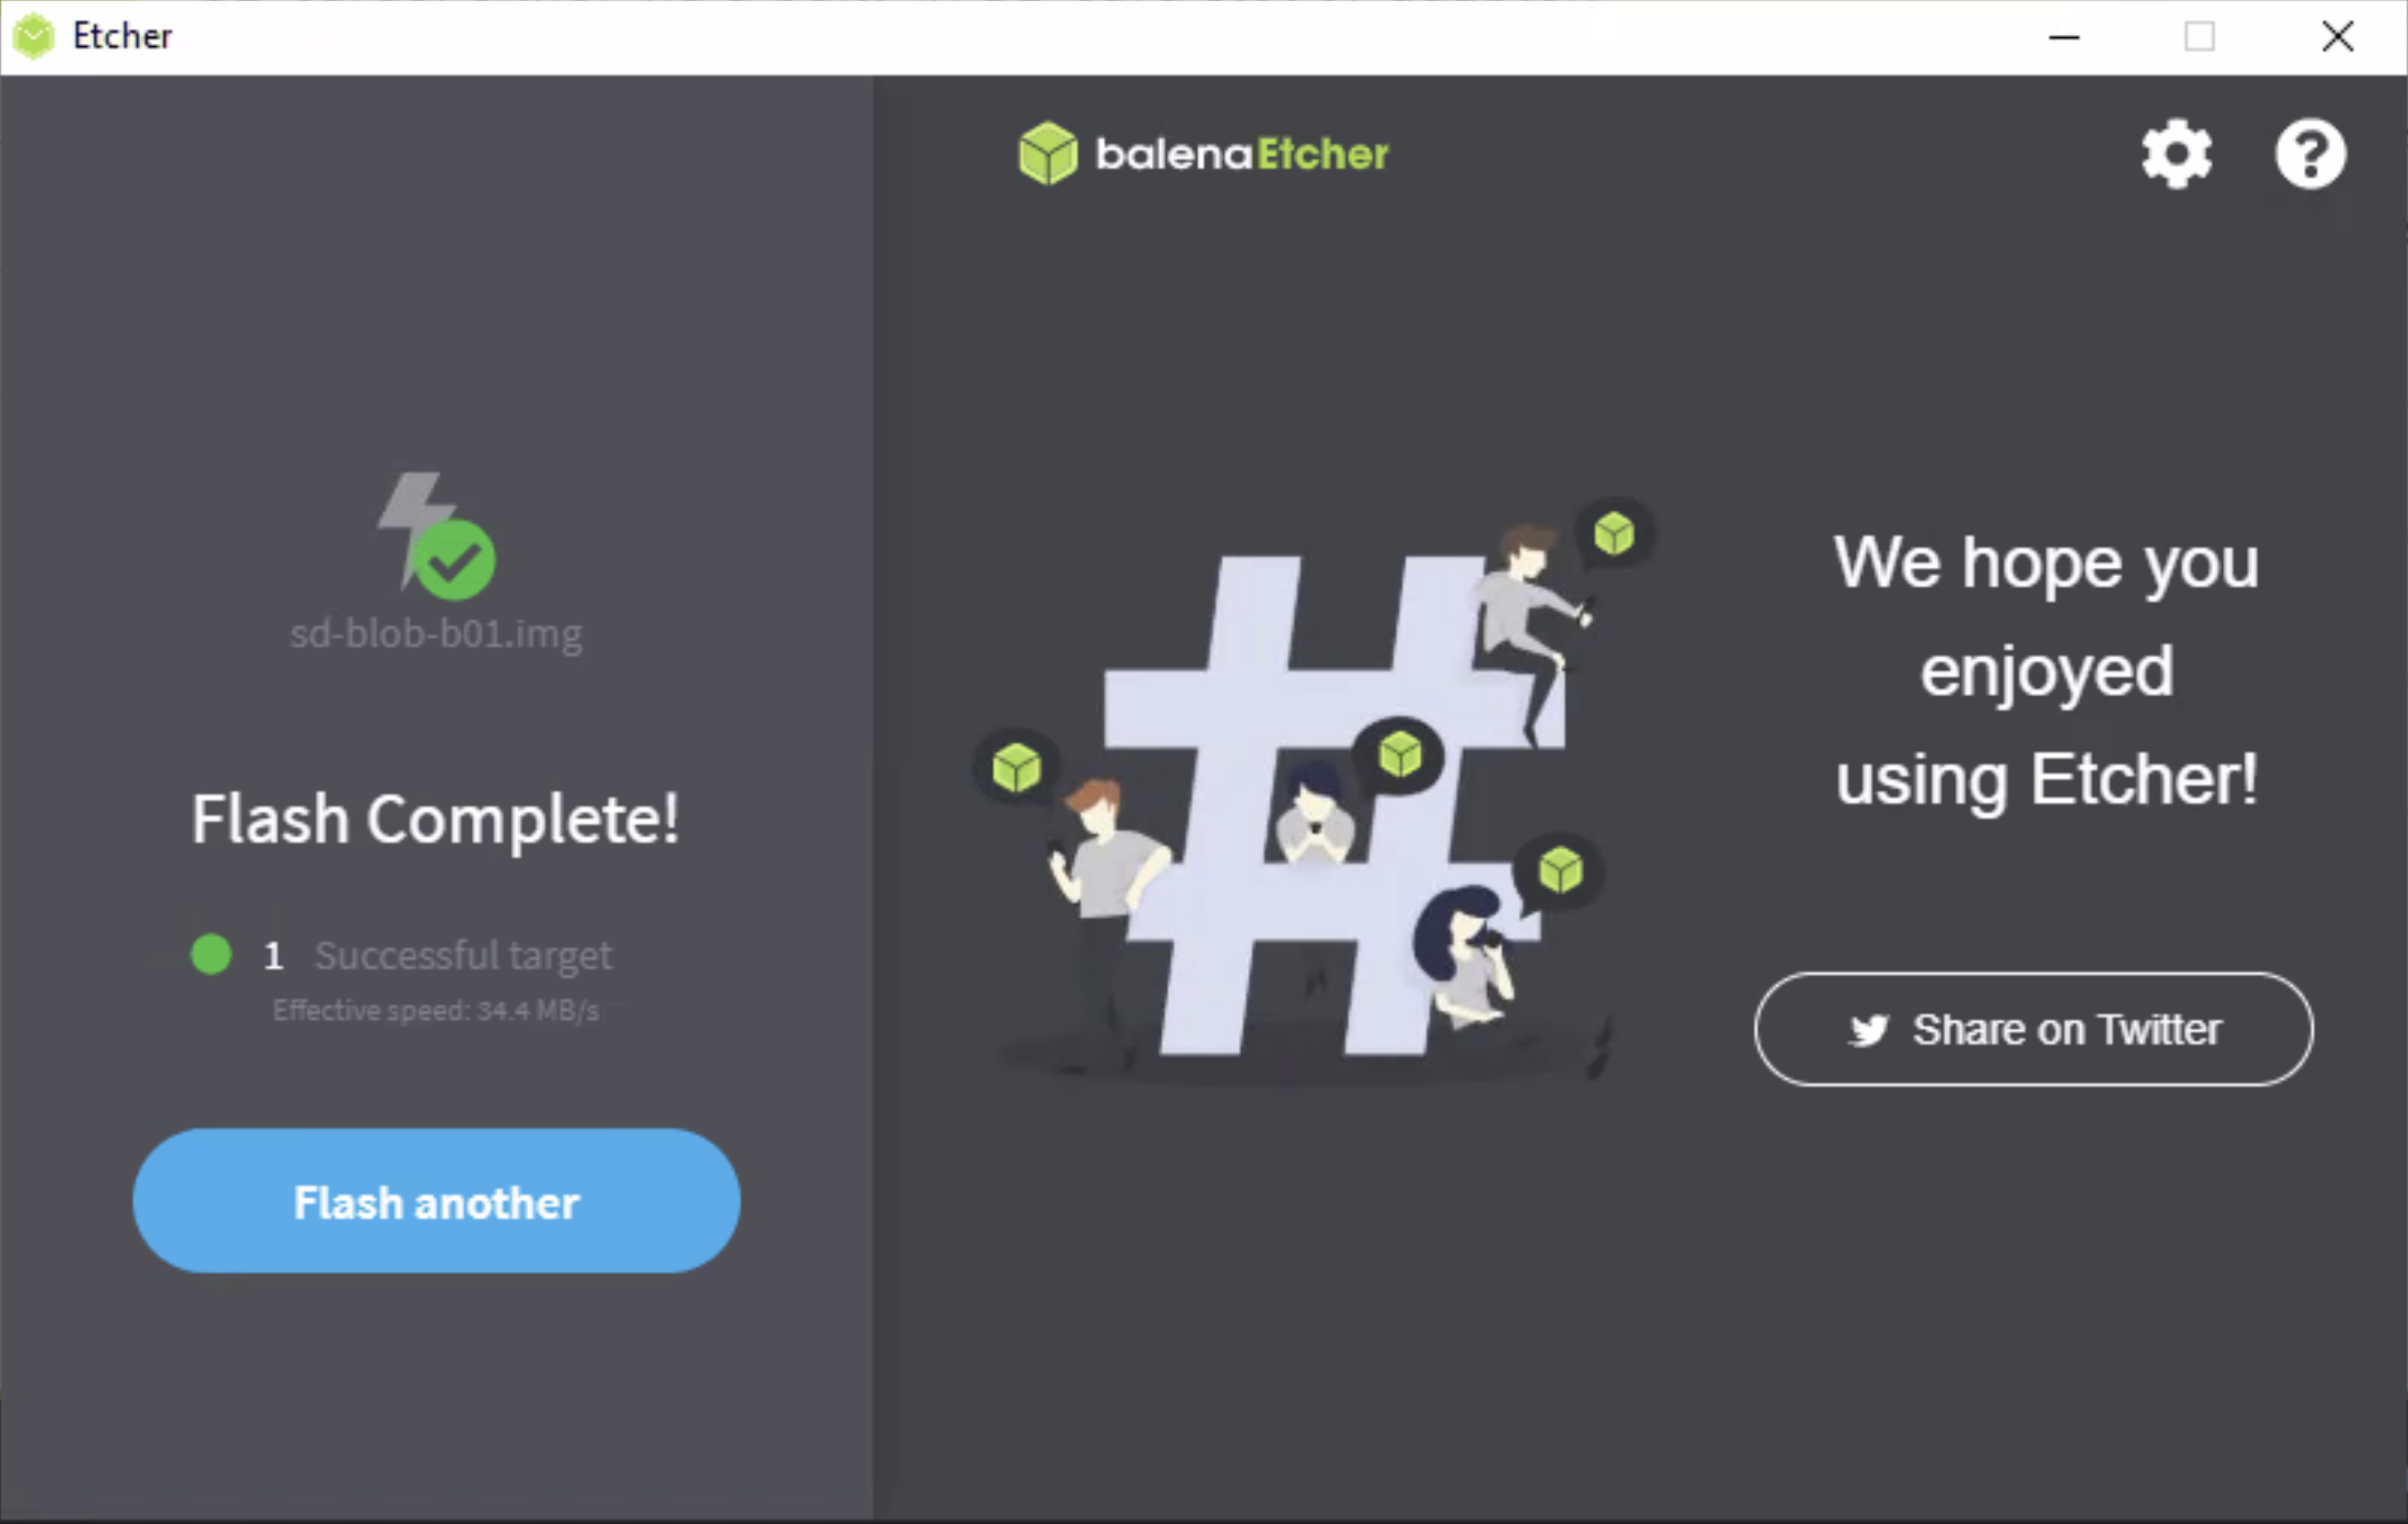 Etcher
balenaEtcher
sd-blob-b01.img
Flash Complete!
1 Successful target
Effective speed: 34.4 MB/s
Flash another
We hope you
enjoyed
using Etcher!
Share on Twitter